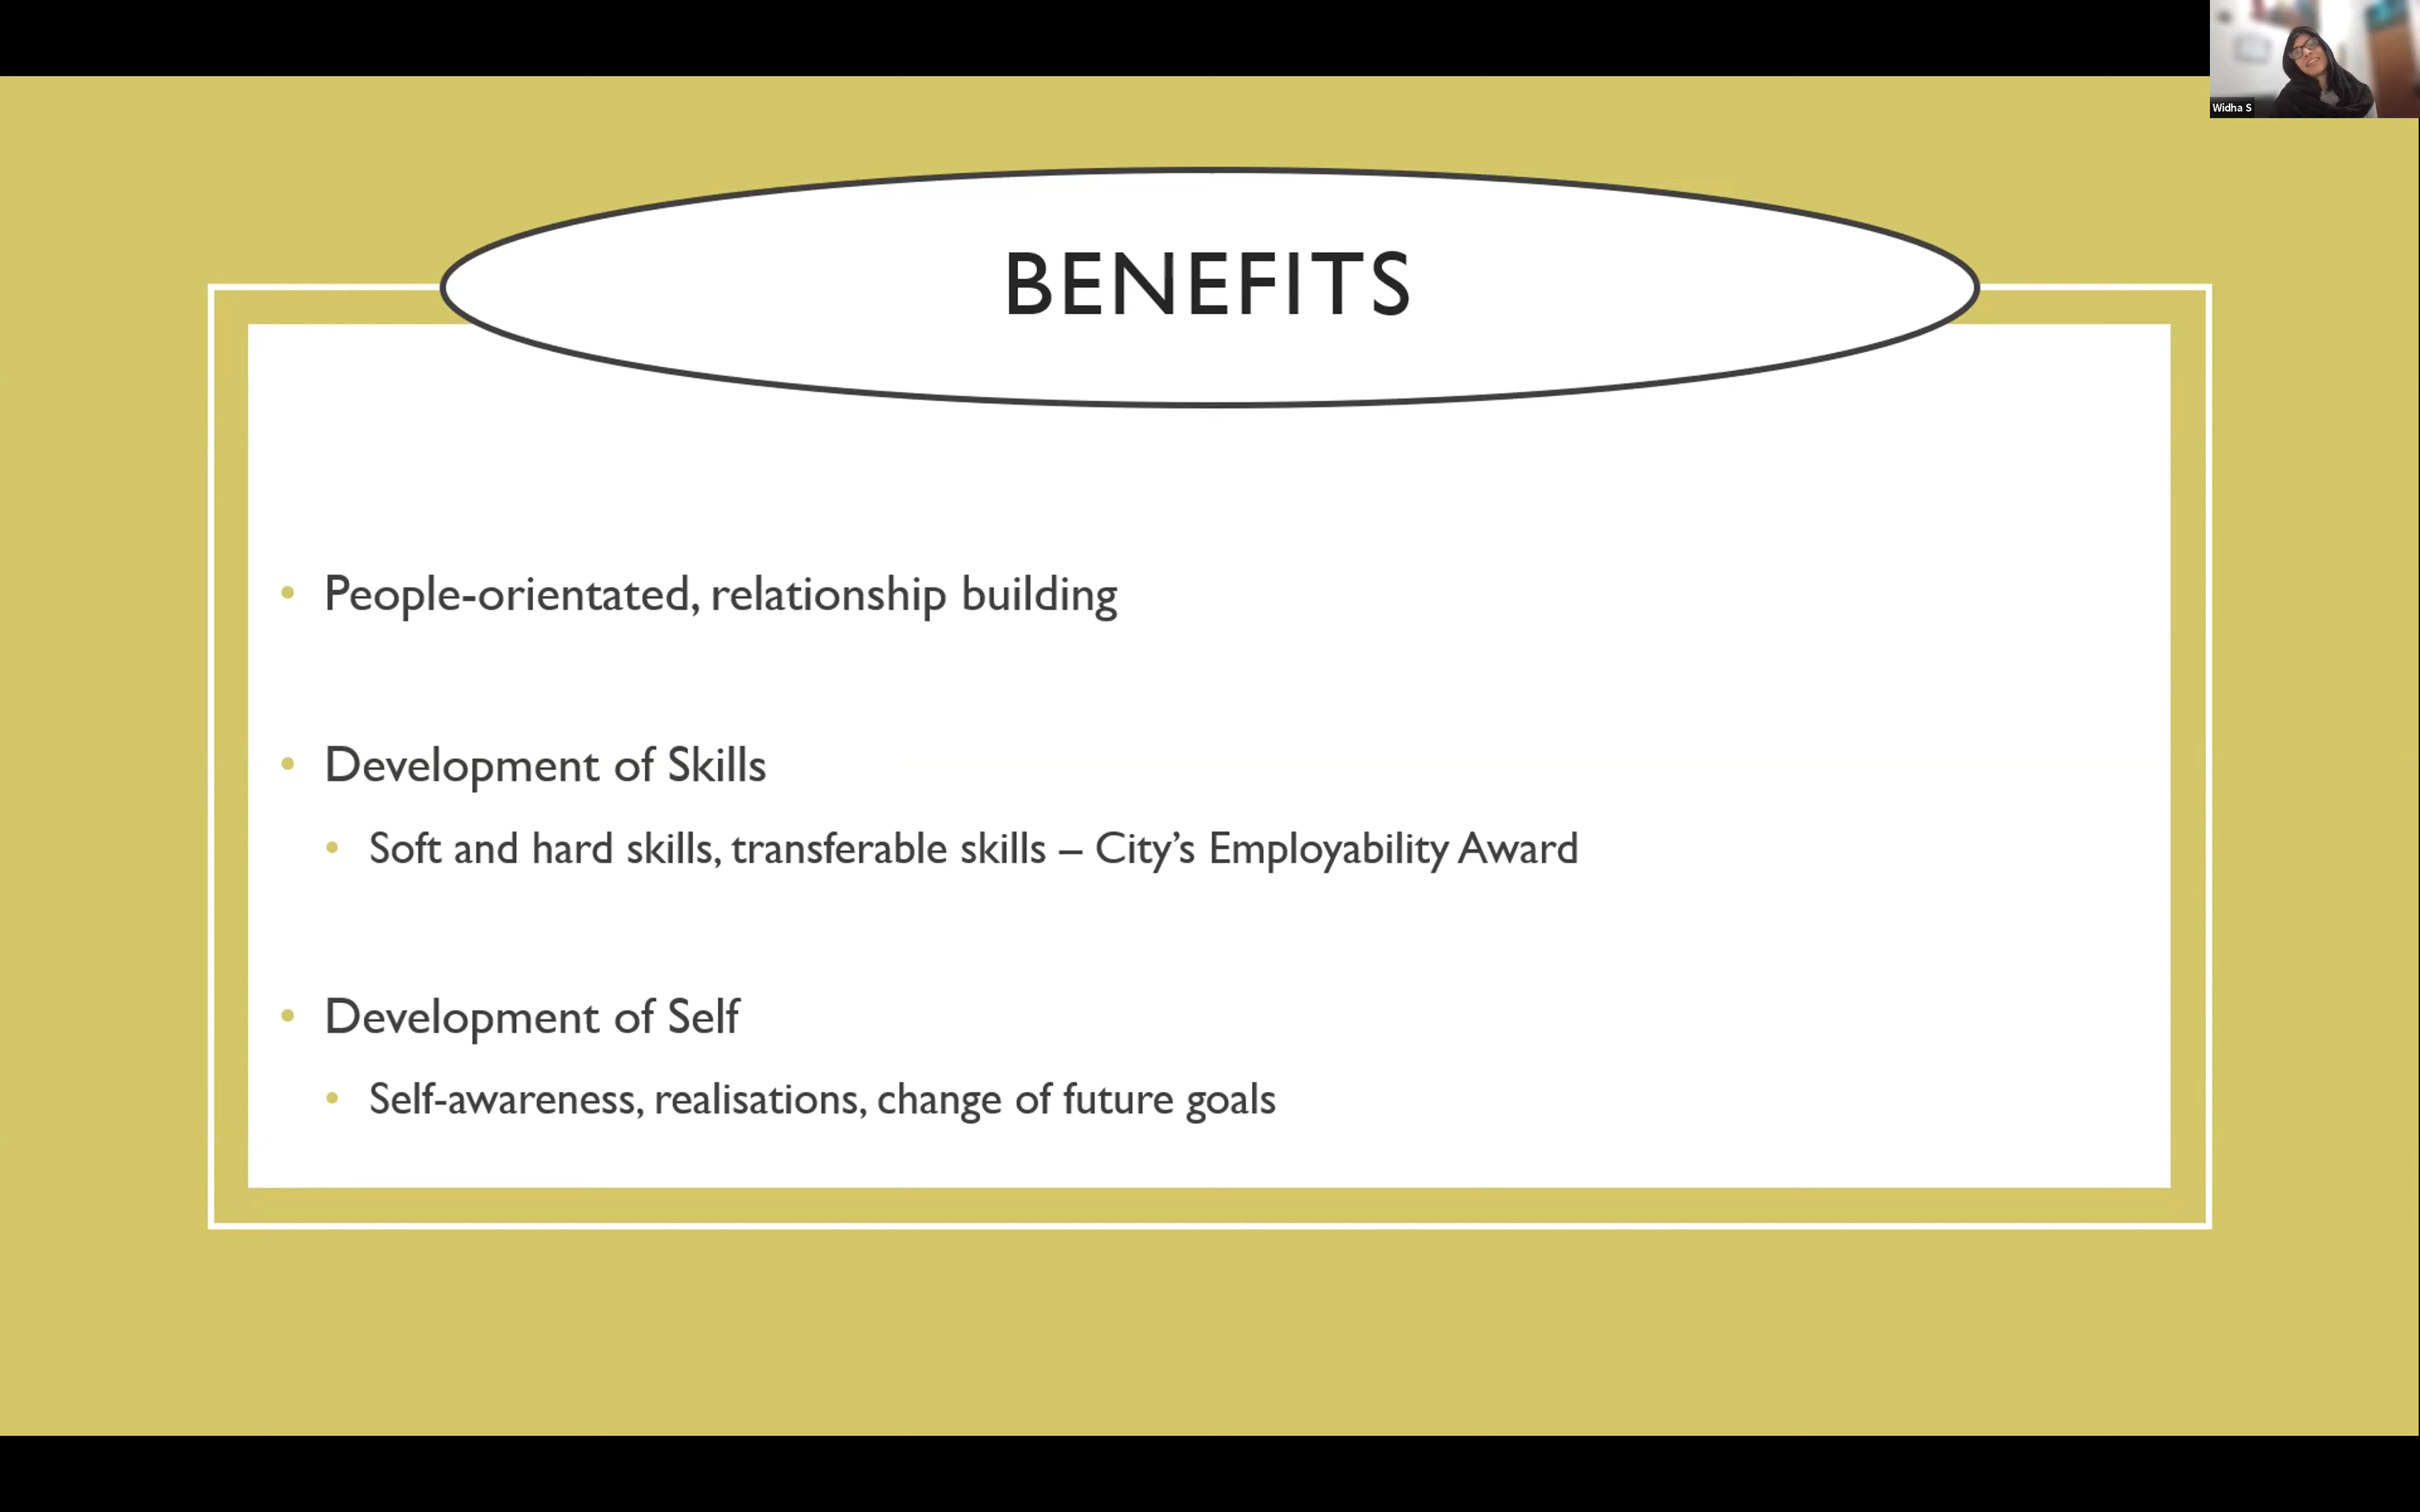 Widha S
BENEFITS
• People-orientated, relationship building
• Development of Skills
• Soft and hard skills, transferable skills – City’s Employability Award
• Development of Self
• Self-awareness, realisations, change of future goals